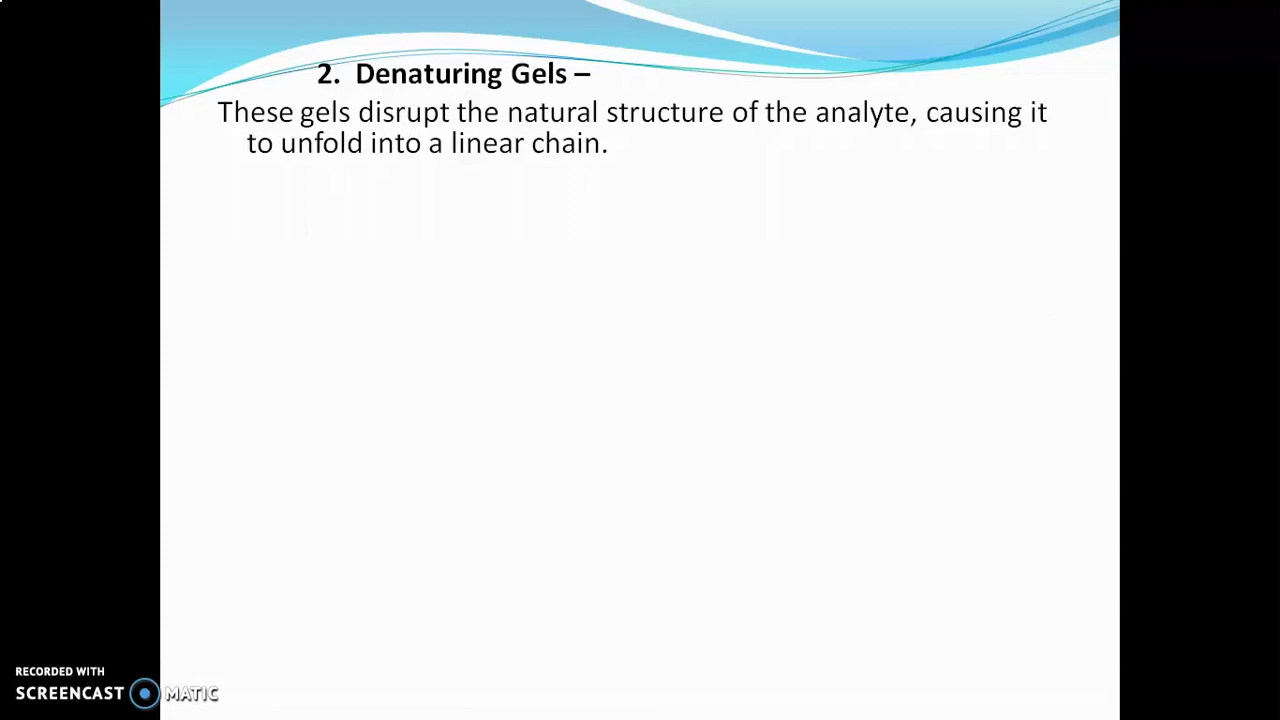 2. Denaturing Gels –
These gels disrupt the natural structure of the analyte, causing it
to unfold into a linear chain.
RECORDED WITH
SCREENCAST MATIC